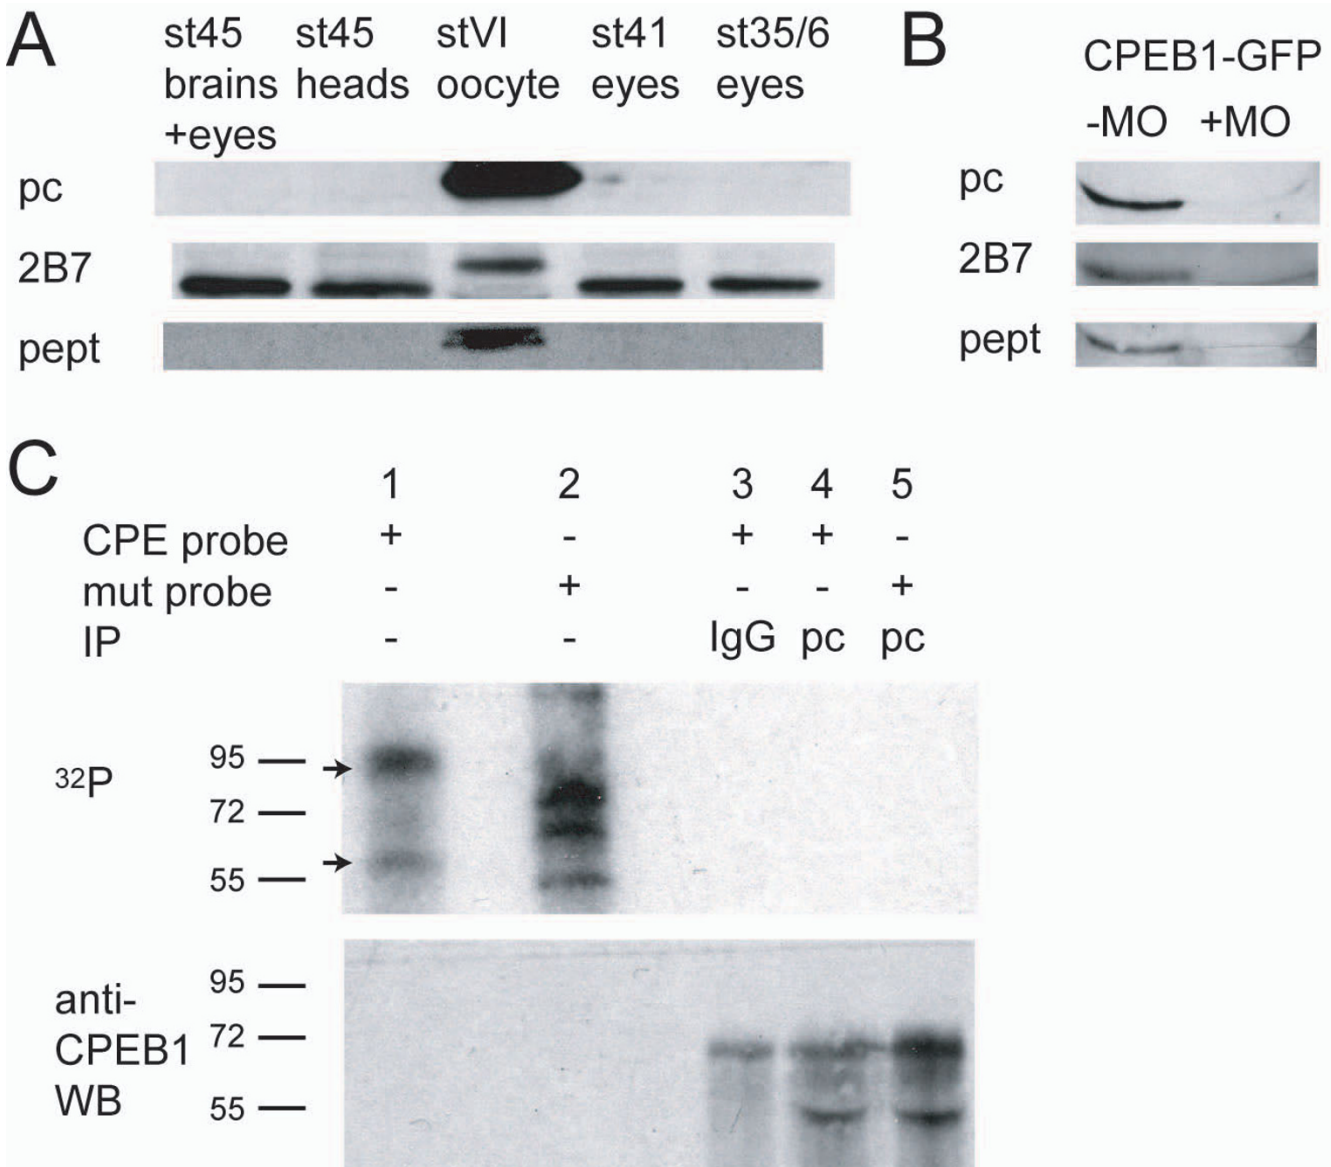 A
st45 brains +eyes
st45 heads
stVI oocyte
st41 eyes
st35/6 eyes
pc
2B7
pept
B
CPEB1-GFP
-MO +MO
pc
2B7
pept
C
1 2 3 4 5
CPE probe + - + + -
mut probe - + - - +
IP - - IgG pc pc
32P
95
72
55
anti-
CPEB1
WB
95
72
55